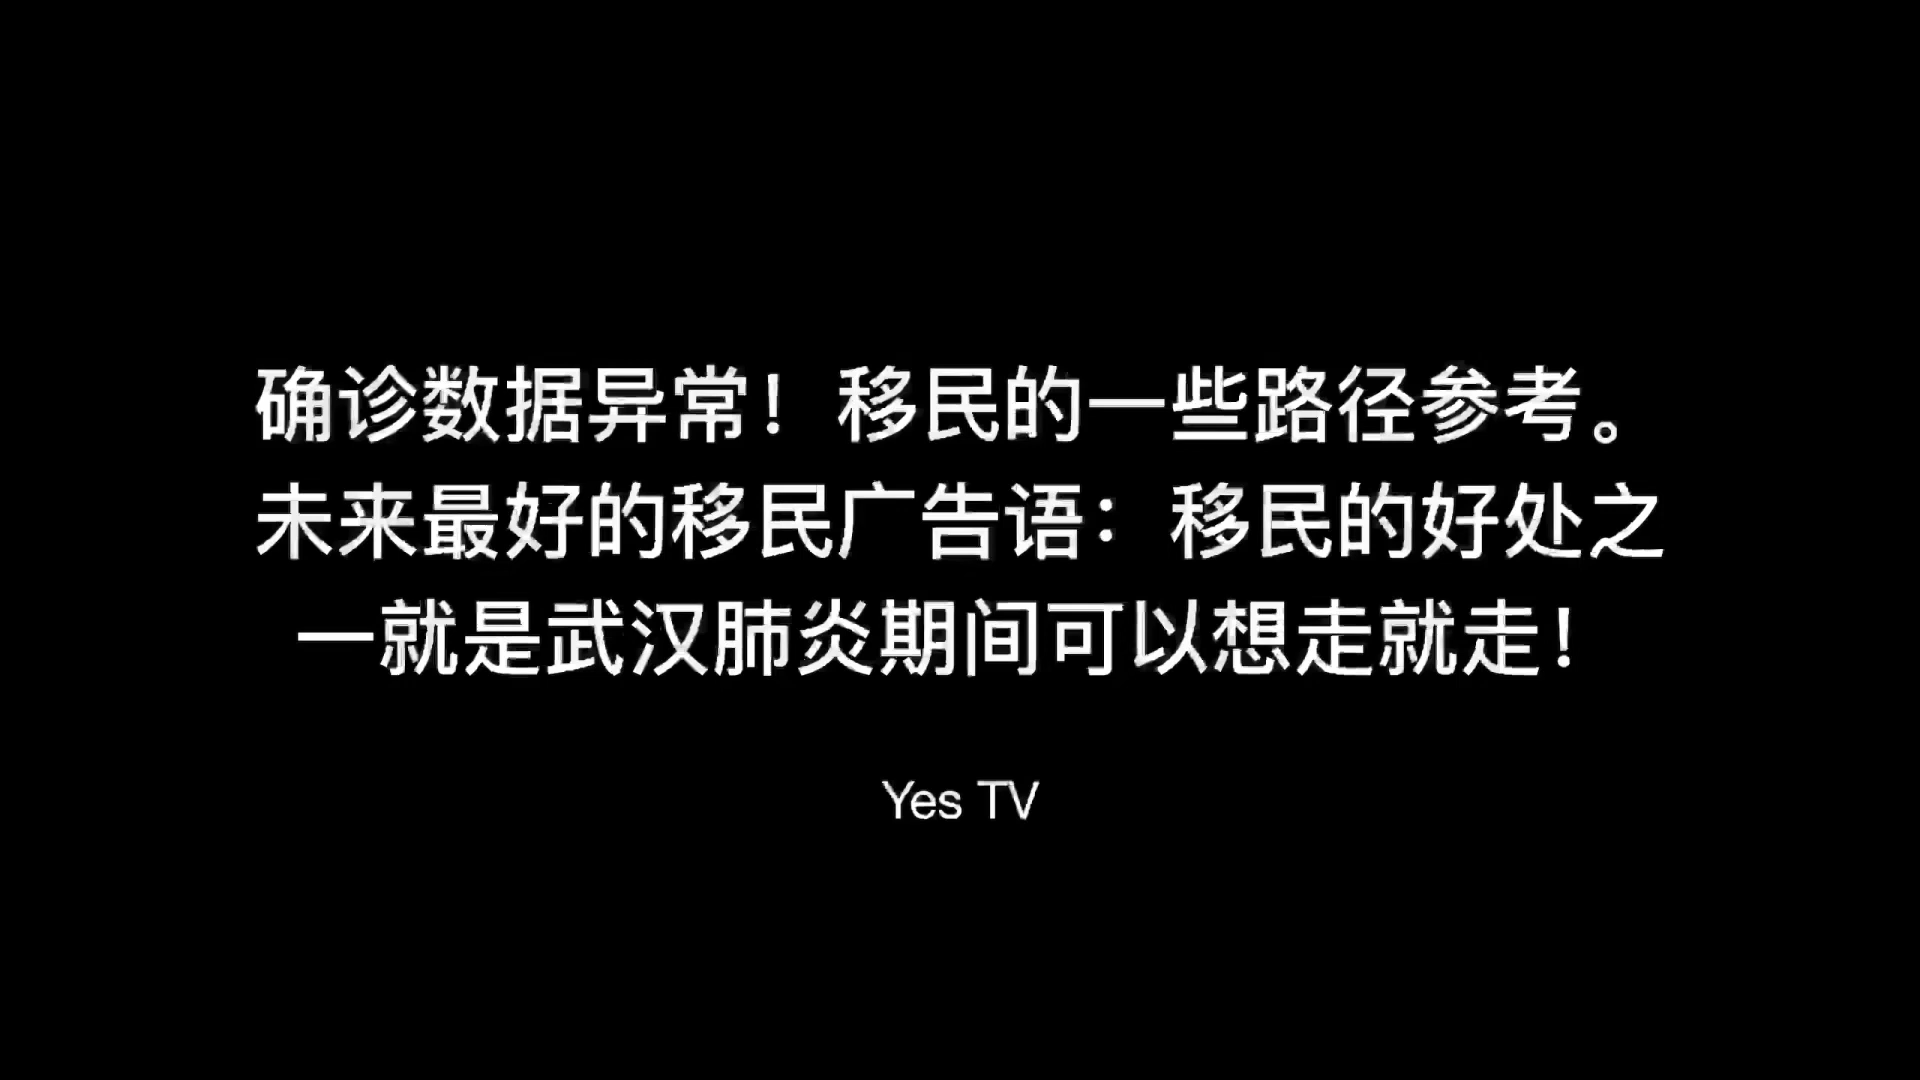 确诊数据异常！移民的一些路径参考。
未来最好的移民广告语：移民的好处之
一就是武汉肺炎期间可以想走就走！
Yes TV